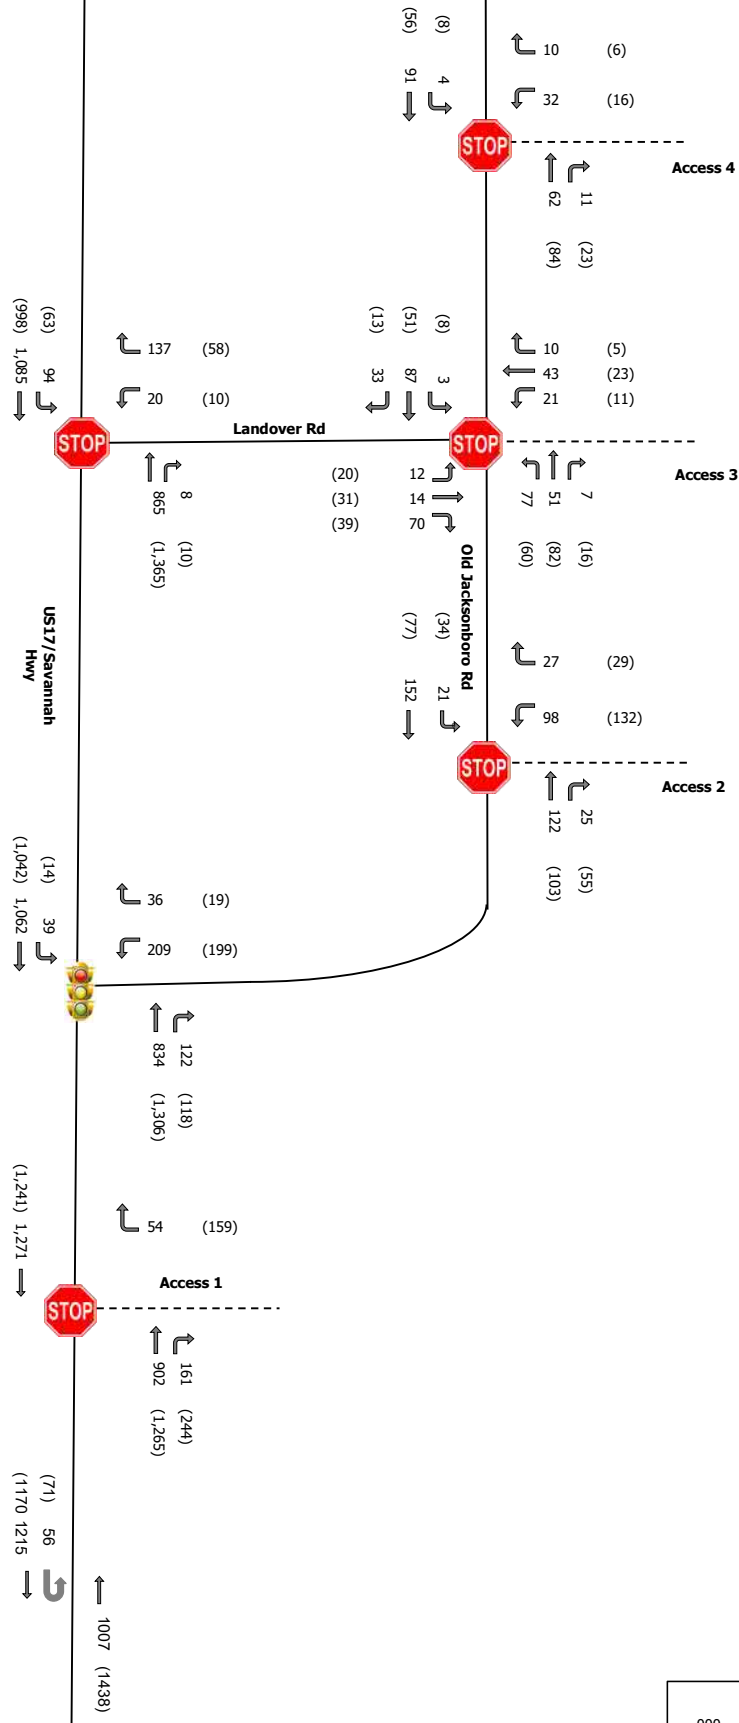 (56) (8)
91 4
10 (6)
32 (16)
STOP
Access 4
62 11
(84) (23)
(998) (63)
1,085 94
137 (58)
20 (10)
(13) (51) (8)
33 87 3
10 (5)
43 (23)
21 (11)
STOP
Landover Rd
STOP
Access 3
865 8
(1,365) (10)
(20) 12
(31) 14
(39) 70
77 51 7
(60) (82) (16)
Old Jacksonboro Rd
US17/Savannah
Hwy
(77) (34)
152 21
27 (29)
98 (132)
STOP
Access 2
122 25
(103) (55)
(1,042) (14)
1,062 39
36 (19)
209 (199)
834 122
(1,306) (118)
(1,241) 1,271
54 (159)
Access 1
STOP
902 161
(1,265) (244)
(71) 56
(1170 1215
1007 (1438)